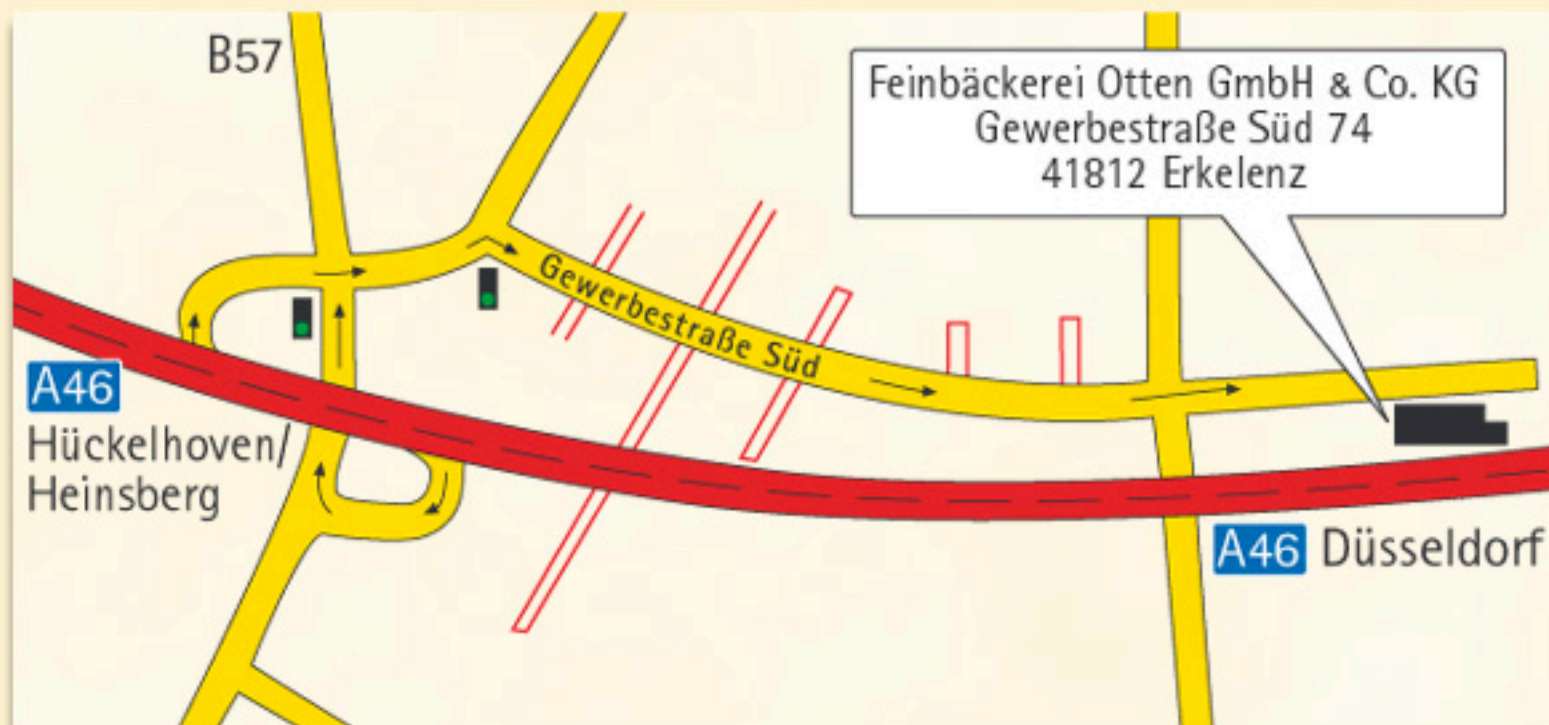 B57
Feinbäckerei Otten GmbH & Co. KG
Gewerbestraße Süd 74
41812 Erkelenz
Gewerbestraße Süd
A46
Hückelhoven/
Heinsberg
A46 Düsseldorf